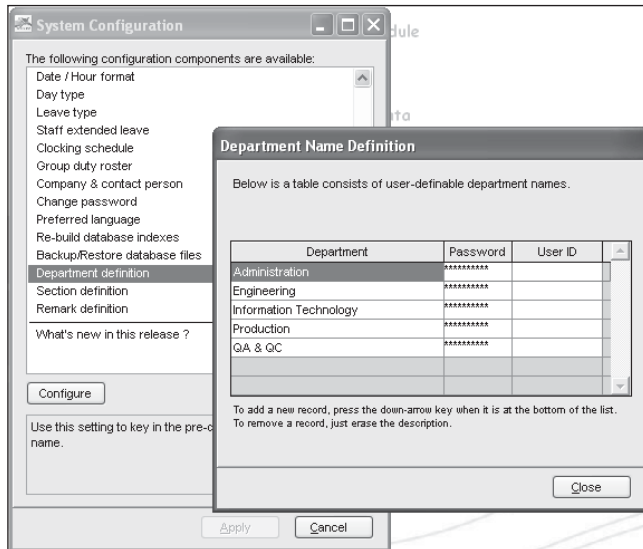 System Configuration
The following configuration components are available:
Date / Hour format
Day type
Leave type
Staff extended leave
Clocking schedule
Group duty roster
Company & contact person
Change password
Preferred language
Re-build database indexes
Backup/Restore database files
Department definition
Section definition
Remark definition
What's new in this release ?
Configure
Use this setting to key in the
name.
Apply
Cancel
Department Name Definition
Below is a table consists of user-definable department names.
Department Password User ID
Administration **********
Engineering **********
Information Technology **********
Production **********
QA & QC **********
To add a new record, press the down-arrow key when it is at the bottom of the list.
To remove a record, just erase the description.
Close